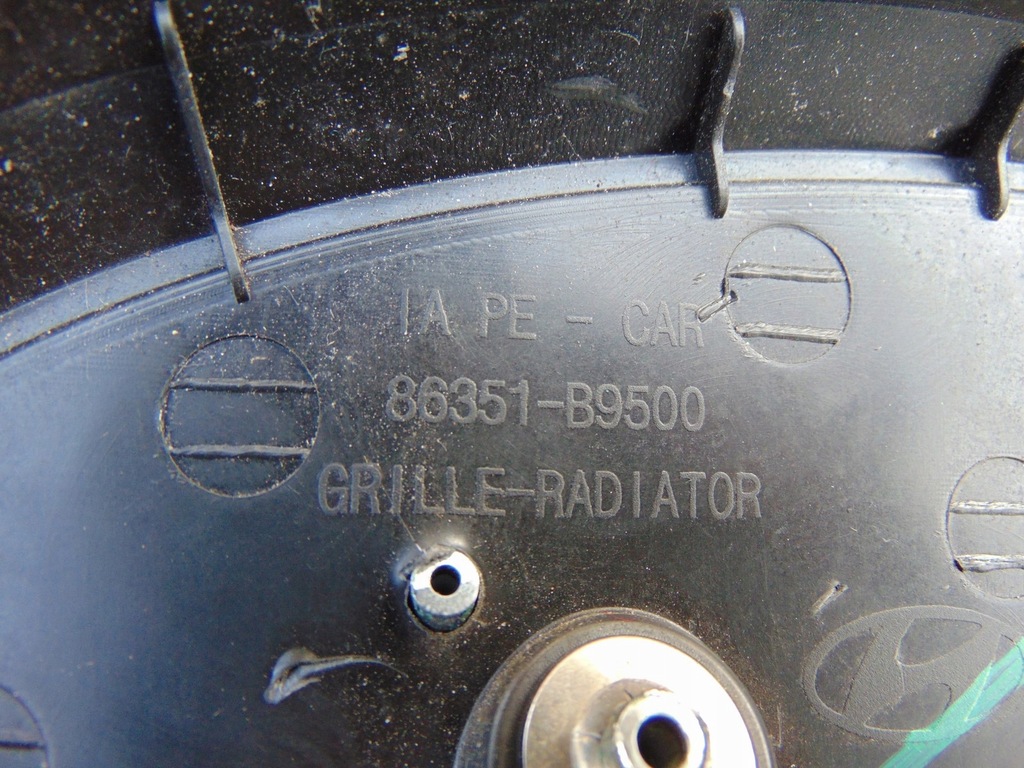 IA PE - CAR
86351-B9500
GRILLE-RADIATOR